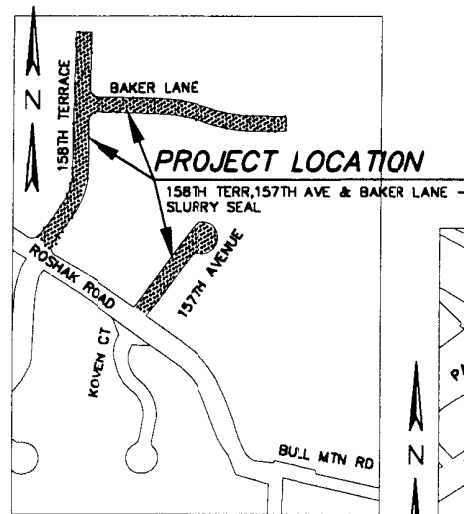 N
158TH TERRACE
BAKER LANE
PROJECT LOCATION
158TH TERR,157TH AVE & BAKER LANE -
SLURRY SEAL
ROSHAK ROAD
157TH AVENUE
KOVEN CT
BULL MTN RD
N